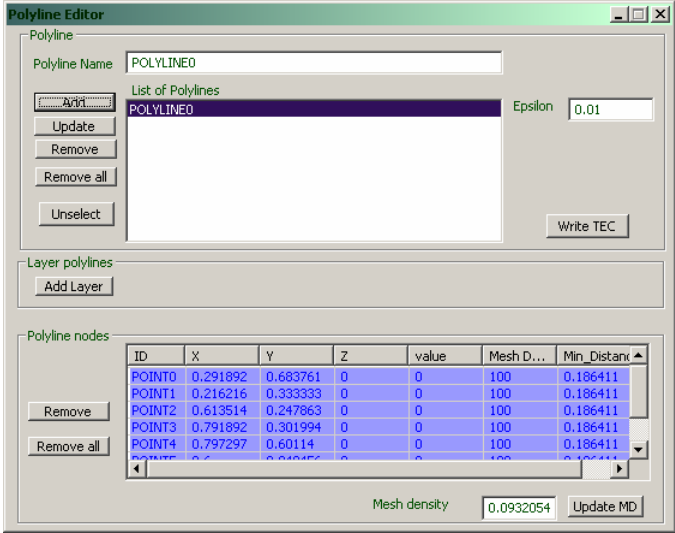 Polyline Editor
Polyline
Polyline Name POLYLINE0
List of Polylines
Add POLYLINE0 Epsilon 0.01
Update
Remove
Remove all
Unselect
Write TEC
Layer polylines
Add Layer
Polyline nodes
ID X Y Z value Mesh D... Min_Distanc
POINT0 0.291892 0.683761 0 0 100 0.186411
POINT1 0.216216 0.333333 0 0 100 0.186411
POINT2 0.613514 0.247863 0 0 100 0.186411
Remove
POINT3 0.791892 0.301994 0 0 100 0.186411
POINT4 0.797297 0.60114 0 0 100 0.186411
Remove all
Mesh density 0.0932054 Update MD